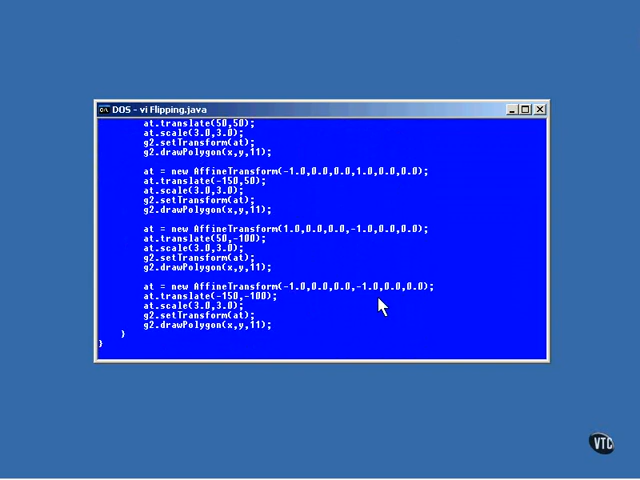 DOS - vi Flipping.java
at.translate(50,50);
at.scale(3.0,3.0);
g2.setTransform(at);
g2.drawPolygon(x,y,11);
at = new AffineTransform(-1.0,0.0,0.0,1.0,0.0,0.0);
at.translate(-150,50);
at.scale(3.0,3.0);
g2.setTransform(at);
g2.drawPolygon(x,y,11);
at = new AffineTransform(1.0,0.0,0.0,-1.0,0.0,0.0);
at.translate(50,-100);
at.scale(3.0,3.0);
g2.setTransform(at);
g2.drawPolygon(x,y,11);
at = new AffineTransform(-1.0,0.0,0.0,-1.0,0.0,0.0);
at.translate(-150,-100);
at.scale(3.0,3.0);
g2.setTransform(at);
g2.drawPolygon(x,y,11);
}
}
VTC